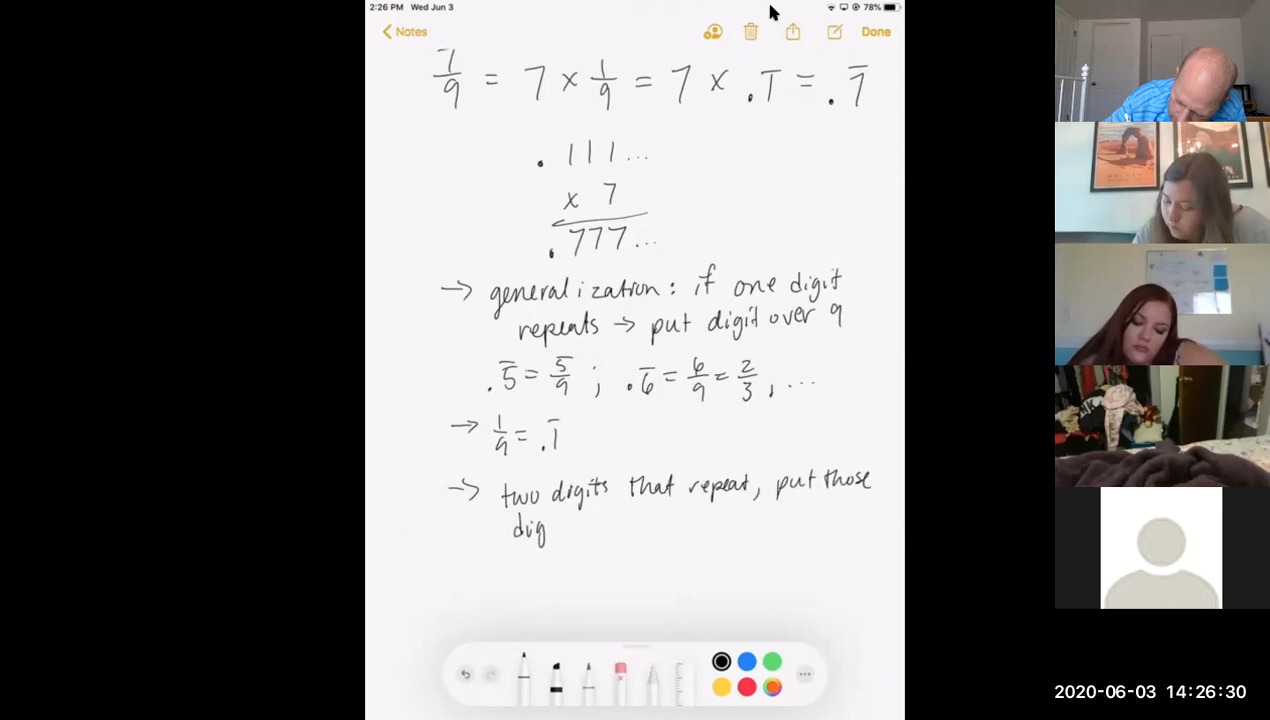 2:26 PM Wed Jun 3
78%
Notes
Done
7/9 = 7 x 1/9 = 7 x .1̅ = .7̅
.111...
x 7
.777...
→ generalization: if one digit
repeats → put digit over 9
.5̅ = 5/9 ; .6̅ = 6/9 = 2/3 , ...
→ 1/9 = .1̅
→ two digits that repeat, put those
dig
2020-06-03 14:26:30